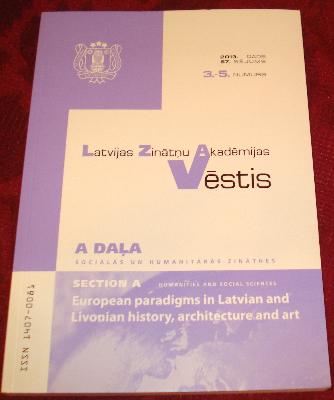 2013. GADS
67. SĒJUMS
3.-5. NUMURS
Latvijas Zinātņu Akadēmijas
Vēstis
A DAĻA
SOCIĀLĀS UN HUMANITĀRĀS ZINĀTNES
SECTION A HUMANITIES AND SOCIAL SCIENCES
European paradigms in Latvian and
Livonian history, architecture and art
ISSN 1407-0081